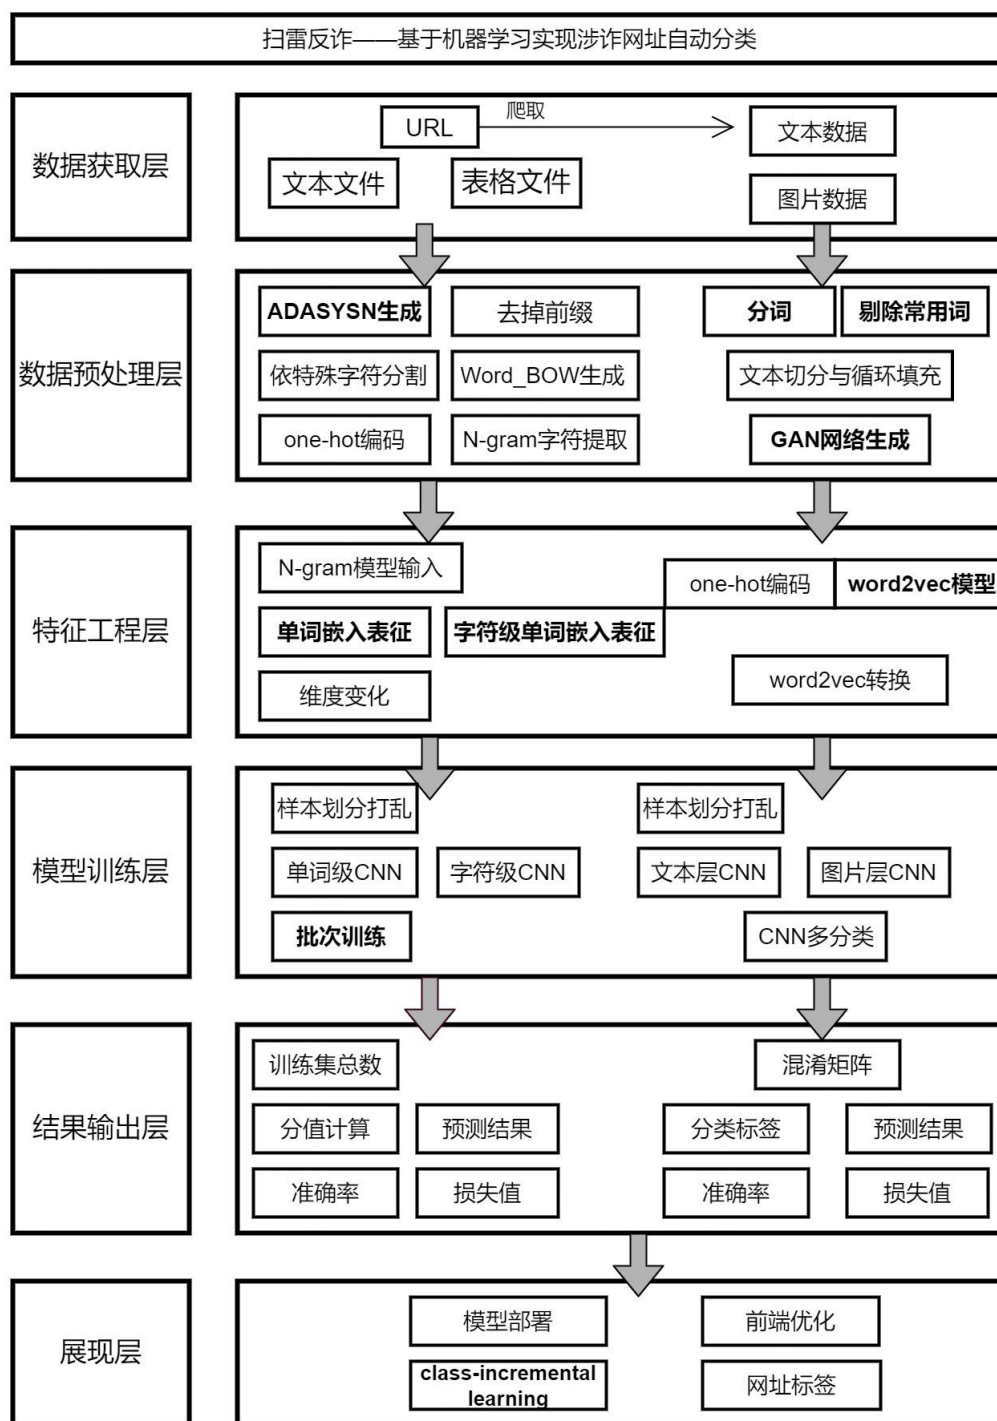 扫雷反诈——基于机器学习实现涉诈网址自动分类
数据获取层
URL
爬取
文本数据
文本文件
表格文件
图片数据
数据预处理层
ADASYSN生成
去掉前缀
分词
剔除常用词
依特殊字符分割
Word_BOW生成
文本切分与循环填充
one-hot编码
N-gram字符提取
GAN网络生成
特征工程层
N-gram模型输入
one-hot编码
word2vec模型
单词嵌入表征
字符级单词嵌入表征
维度变化
word2vec转换
模型训练层
样本划分打乱
样本划分打乱
单词级CNN
字符级CNN
文本层CNN
图片层CNN
批次训练
CNN多分类
结果输出层
训练集总数
混淆矩阵
分值计算
预测结果
分类标签
预测结果
准确率
损失值
准确率
损失值
展现层
模型部署
前端优化
class-incremental
learning
网址标签